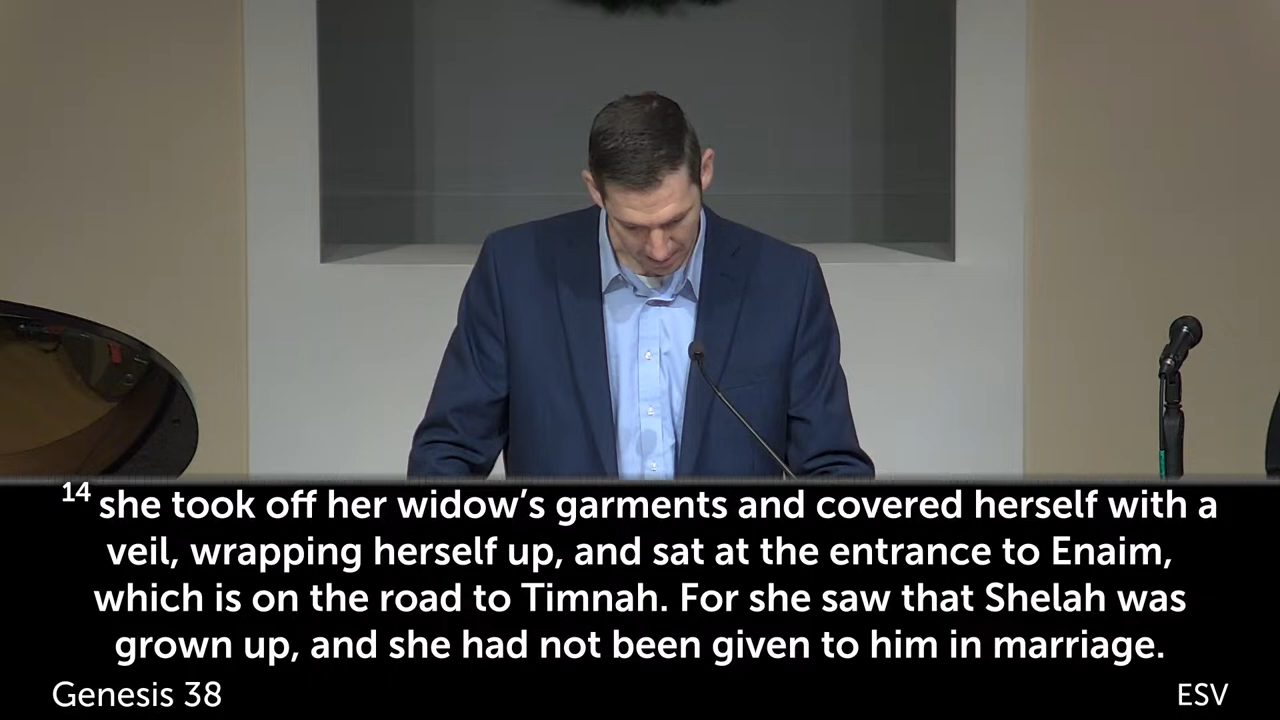 14 she took off her widow’s garments and covered herself with a
veil, wrapping herself up, and sat at the entrance to Enaim,
which is on the road to Timnah. For she saw that Shelah was
grown up, and she had not been given to him in marriage.
Genesis 38
ESV